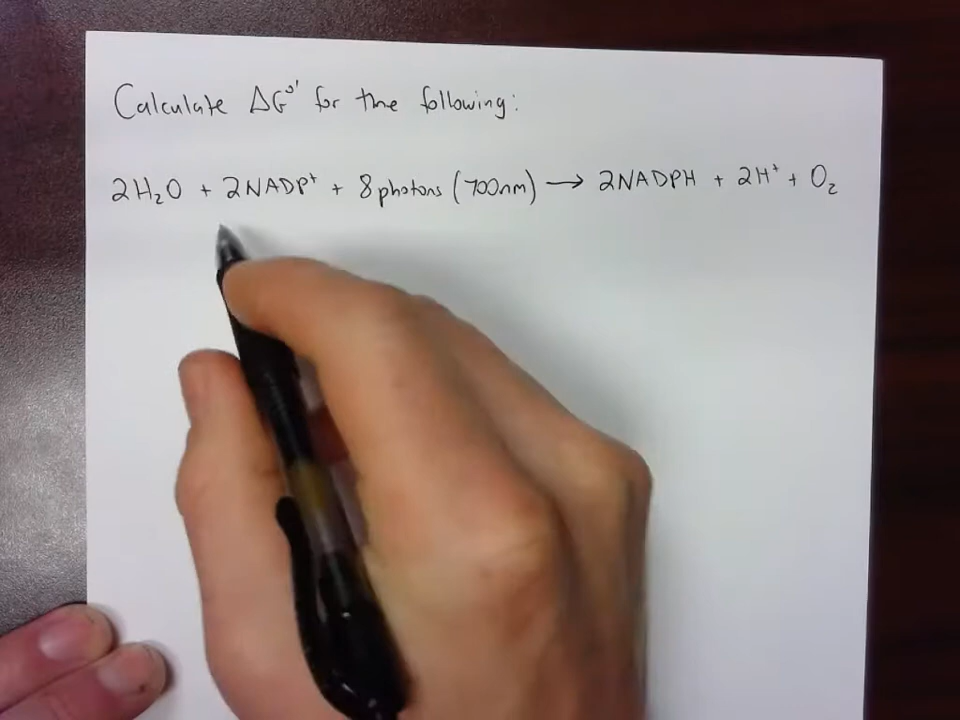 Calculate ΔG°' for the following:
2H₂O + 2NADP⁺ + 8 photons (700nm) → 2NADPH + 2H⁺ + O₂